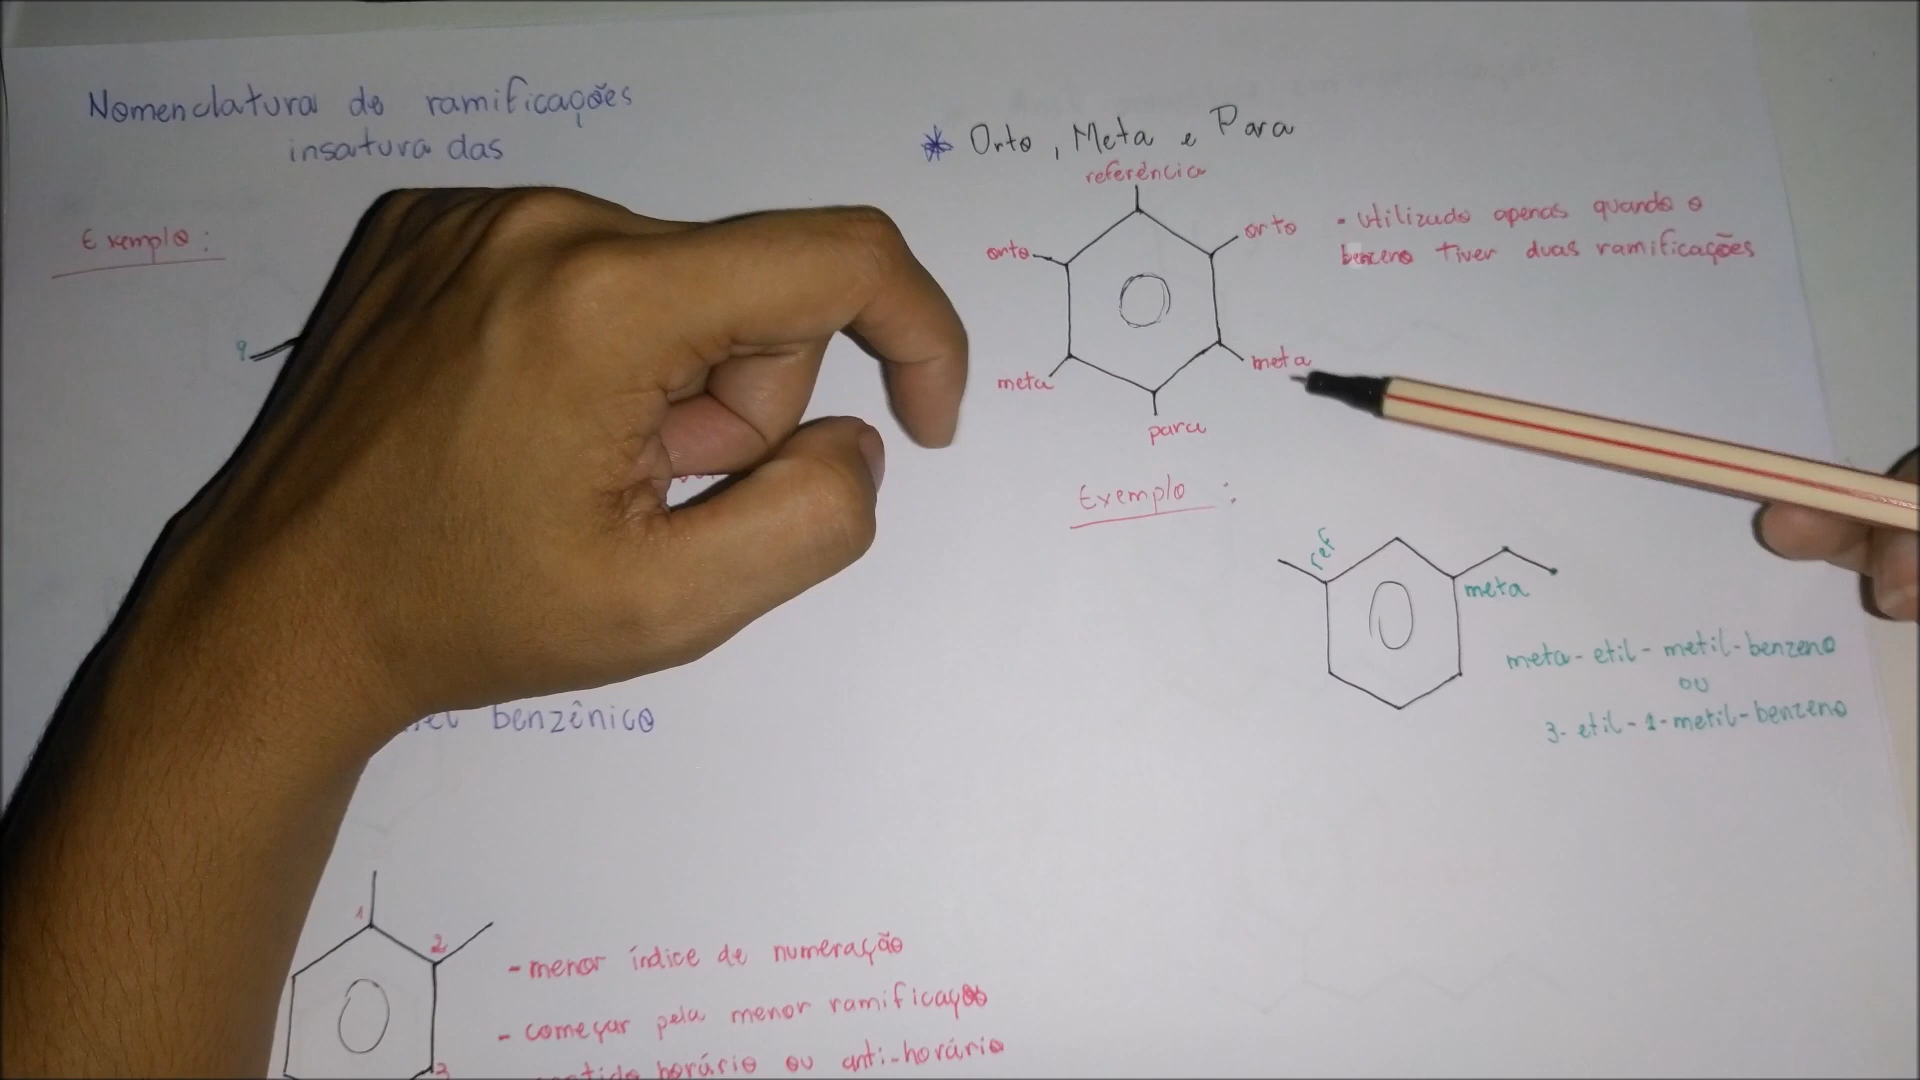 Nomenclatura de ramificações
insaturadas
Exemplo:
9
benzênico
1
2
3
- menor índice de numeração
- começar pela menor ramificação
horário ou anti-horário
* Orto, Meta e Para
referência
orto
orto
meta
meta
para
- Utilizado apenas quando o
benzeno tiver duas ramificações
Exemplo:
ref
meta
meta-etil-metil-benzeno
ou
3-etil-1-metil-benzeno